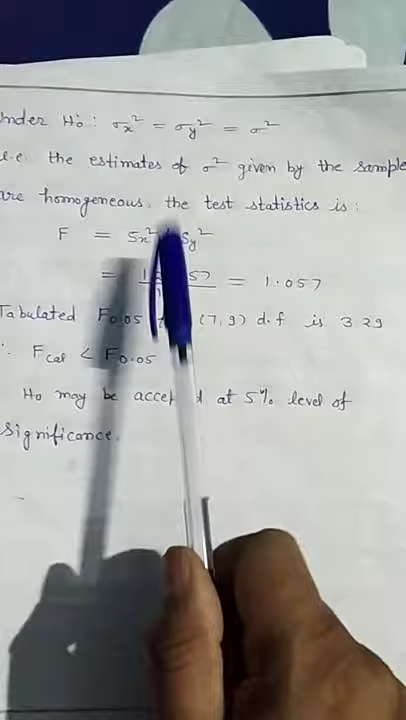 Under H₀: σx² = σy² = σ²
i.e. the estimates of σ² given by the sample
are homogeneous, the test statistics is:
F = Sx² Sy²
= 57 = 1.057
Tabulated F0.05 (7,9) d.f is 3 29
∴ Fcal < F0.05
H₀ may be at 5% level of
significance.